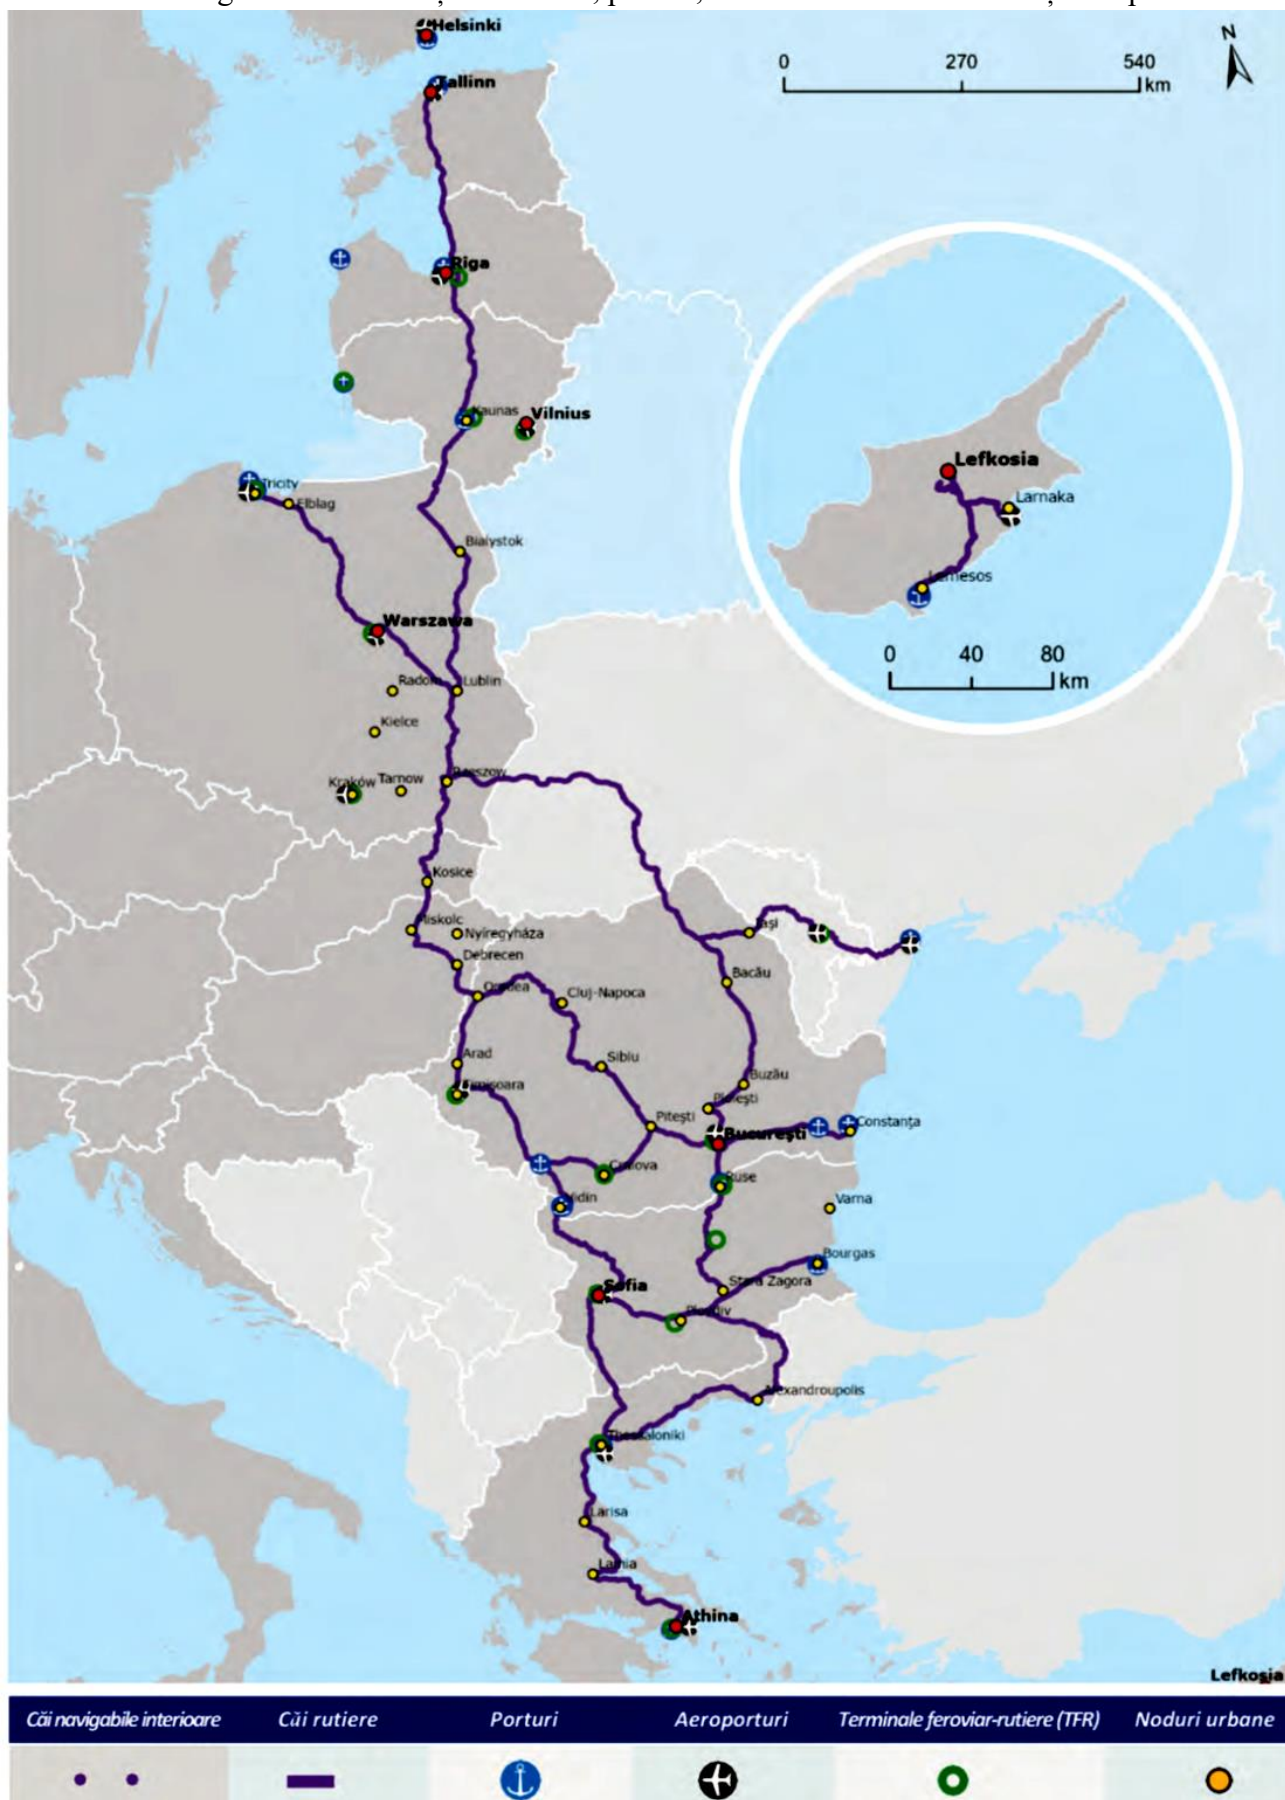 Helsinki
Tallinn
N
0 270 540
km
Riga
Kaunas
Vilnius
Tricity
Elblag
Bialystok
Warszawa
Radom
Lublin
Kielce
Rzeszow
Kraków
Tarnow
Lefkosia
Larnaka
Lemesos
0 40 80
km
Kosice
Miskolc
Nyíregyháza
Debrecen
Oradea
Cluj-Napoca
Iași
Bacău
Arad
Timișoara
Sibiu
Buzău
Ploiești
Pitești
București
Constanța
Craiova
Ruse
Vidin
Varna
Bourgas
Sofia
Stara Zagora
Plovdiv
Alexandroupolis
Thessaloniki
Larisa
Lamia
Athina
Lefkosia
Căi navigabile interioare Căi rutiere Porturi Aeroporturi Terminale feroviar-rutiere (TFR) Noduri urbane